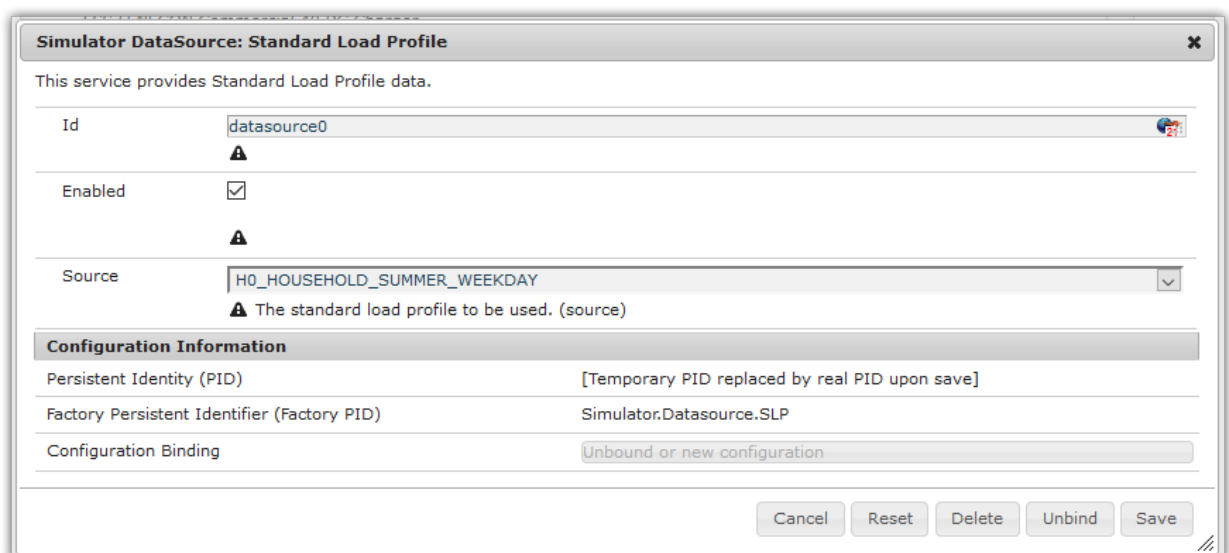 Simulator DataSource: Standard Load Profile
This service provides Standard Load Profile data.
Id
datasource0
Enabled
Source
H0_HOUSEHOLD_SUMMER_WEEKDAY
The standard load profile to be used. (source)
Configuration Information
Persistent Identity (PID) [Temporary PID replaced by real PID upon save]
Factory Persistent Identifier (Factory PID) Simulator.Datasource.SLP
Configuration Binding Unbound or new configuration
Cancel Reset Delete Unbind Save